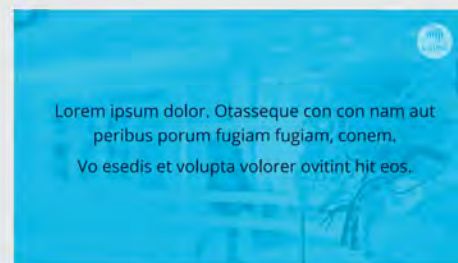 Lorem ipsum dolor. Otasseque con con nam aut
peribus porum fugiam fugiam, conem.
Vo esedis et volupta volorer ovitint hit eos.